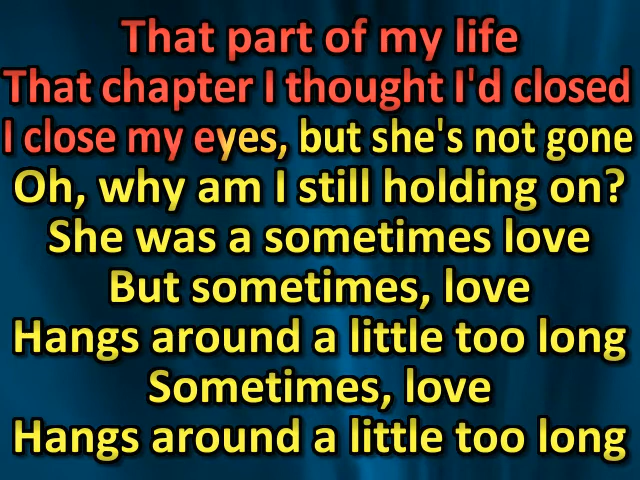 That part of my life
That chapter I thought I'd closed
I close my eyes, but she's not gone
Oh, why am I still holding on?
She was a sometimes love
But sometimes, love
Hangs around a little too long
Sometimes, love
Hangs around a little too long